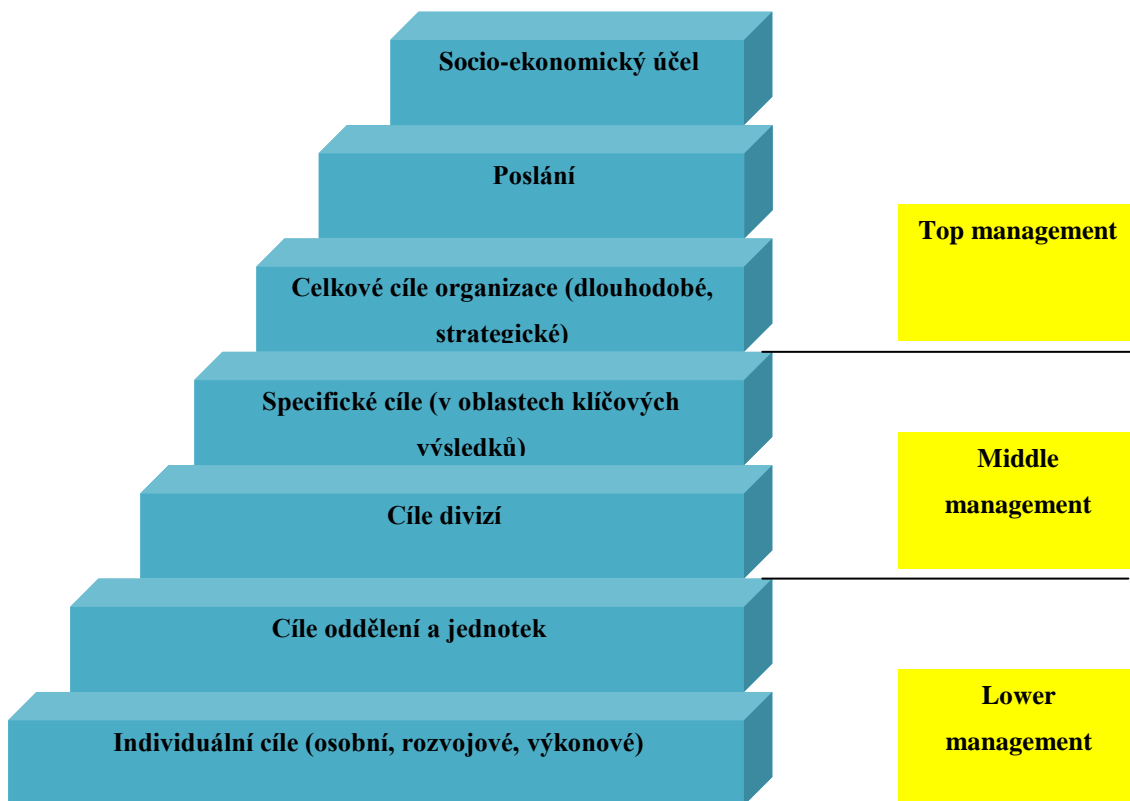 Socio-ekonomický účel
Poslání
Top management
Celkové cíle organizace (dlouhodobé,
strategické)
Specifické cíle (v oblastech klíčových
výsledků)
Middle
management
Cíle divizí
Cíle oddělení a jednotek
Lower
management
Individuální cíle (osobní, rozvojové, výkonové)